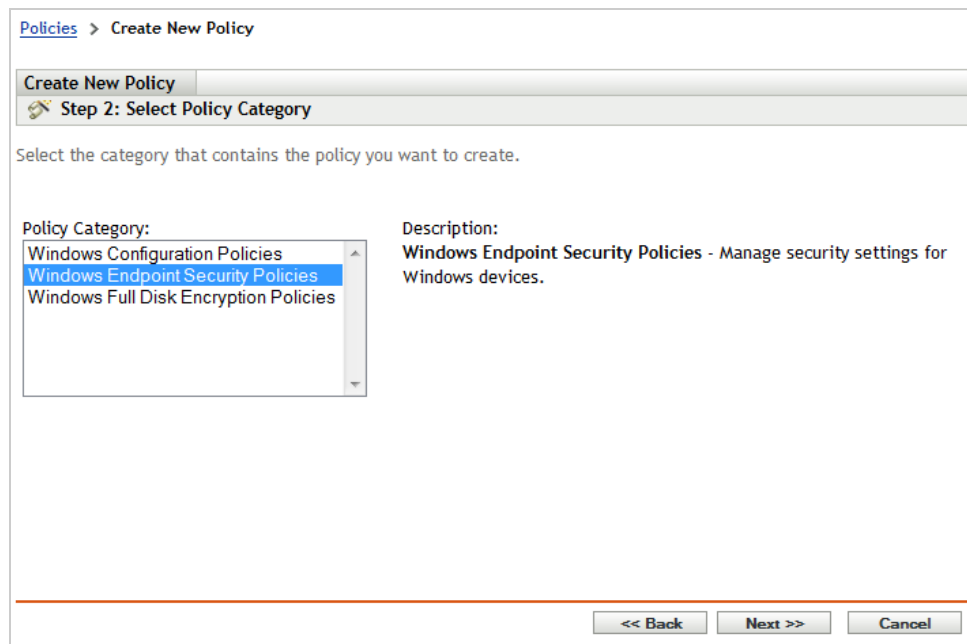 Policies > Create New Policy
Create New Policy
Step 2: Select Policy Category
Select the category that contains the policy you want to create.
Policy Category:
Windows Configuration Policies
Windows Endpoint Security Policies
Windows Full Disk Encryption Policies
Description:
Windows Endpoint Security Policies - Manage security settings for
Windows devices.
<< Back Next >> Cancel